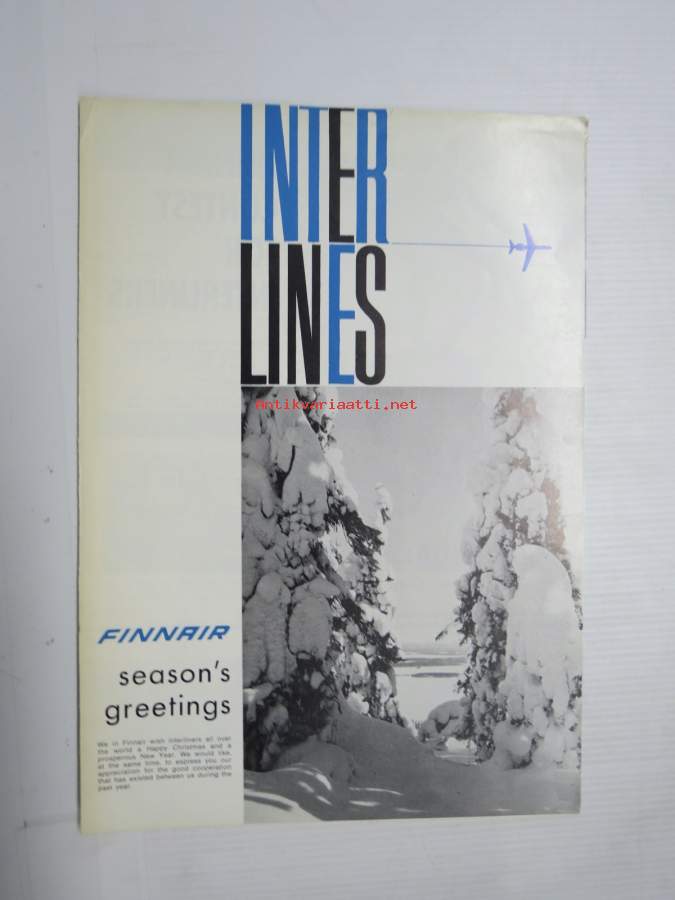 INTER
LINES
antikvariaatti.net
FINNAIR
season's
greetings
We in Finnair wish interliners all over
the world a Happy Christmas and a
prosperous New Year. We would like,
at the same time, to express you our
appreciation for the good cooperation
that has existed between us during the
past year.